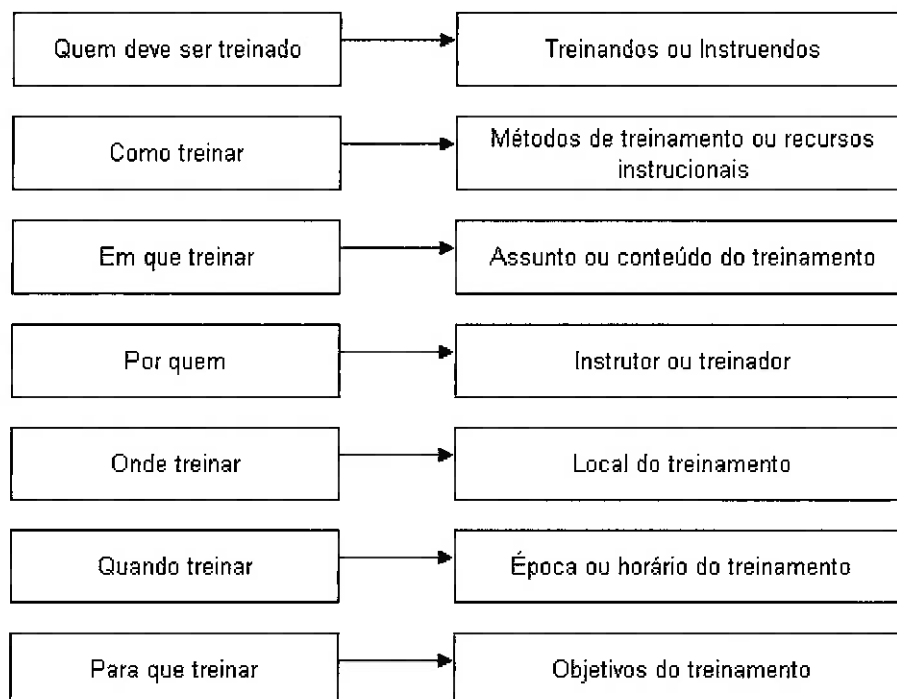 Quem deve ser treinado
Treinandos ou Instruendos
Como treinar
Métodos de treinamento ou recursos
instrucionais
Em que treinar
Assunto ou conteúdo do treinamento
Por quem
Instrutor ou treinador
Onde treinar
Local do treinamento
Quando treinar
Época ou horário do treinamento
Para que treinar
Objetivos do treinamento